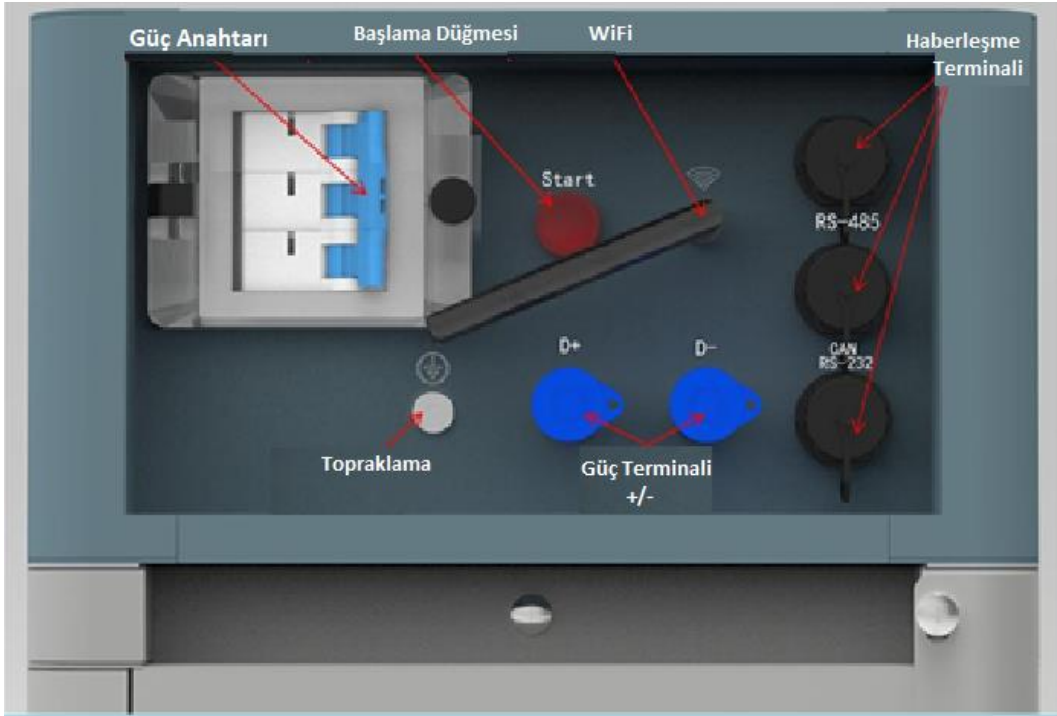 Güç Anahtarı
Başlama Düğmesi
WiFi
Haberleşme
Terminali
Start
RS-485
D+
D-
CAN
RS-232
Topraklama
Güç Terminali
+/-